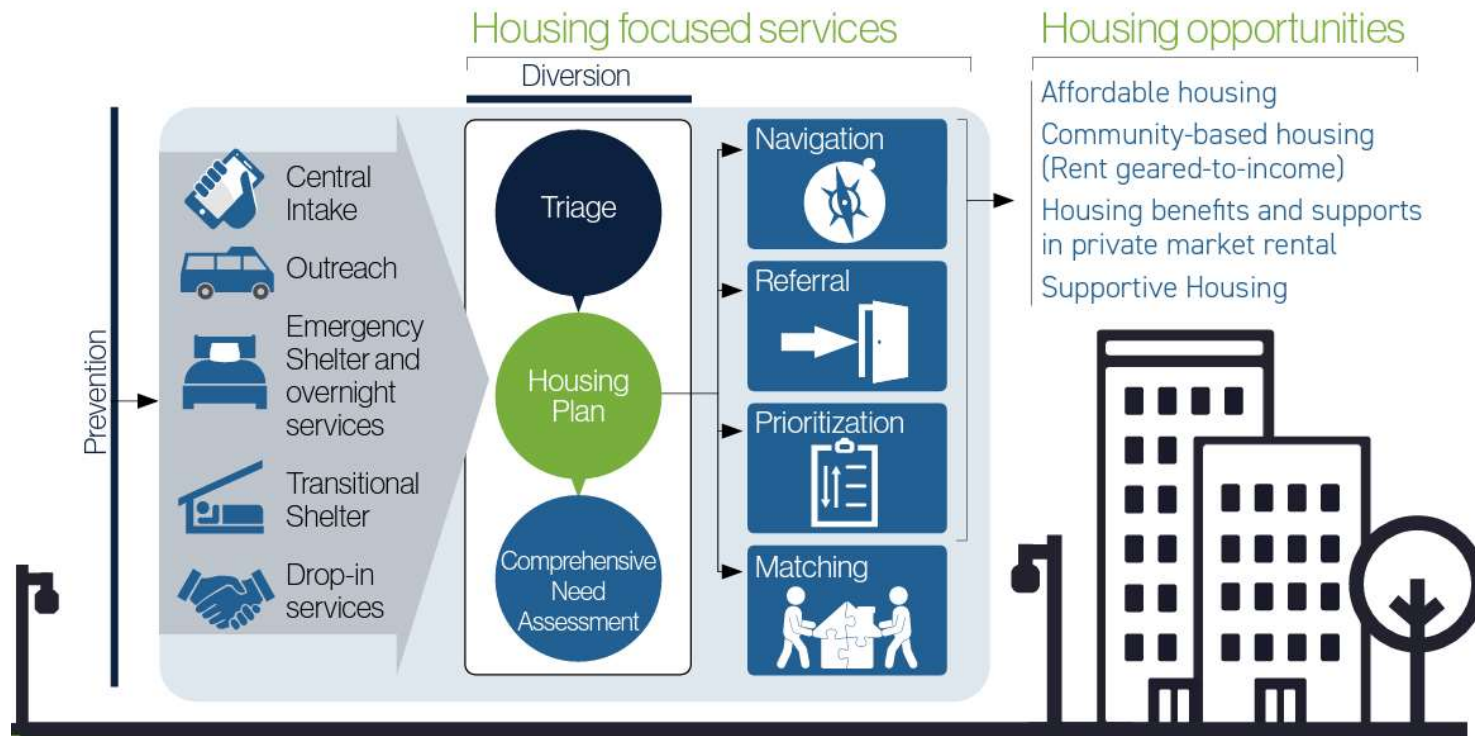 Housing focused services
Housing opportunities
Diversion
Prevention
Central
Intake
Outreach
Emergency
Shelter and
overnight
services
Transitional
Shelter
Drop-in
services
Triage
Housing
Plan
Comprehensive
Need
Assessment
Navigation
Referral
Prioritization
Matching
Affordable housing
Community-based housing
(Rent geared-to-income)
Housing benefits and supports
in private market rental
Supportive Housing